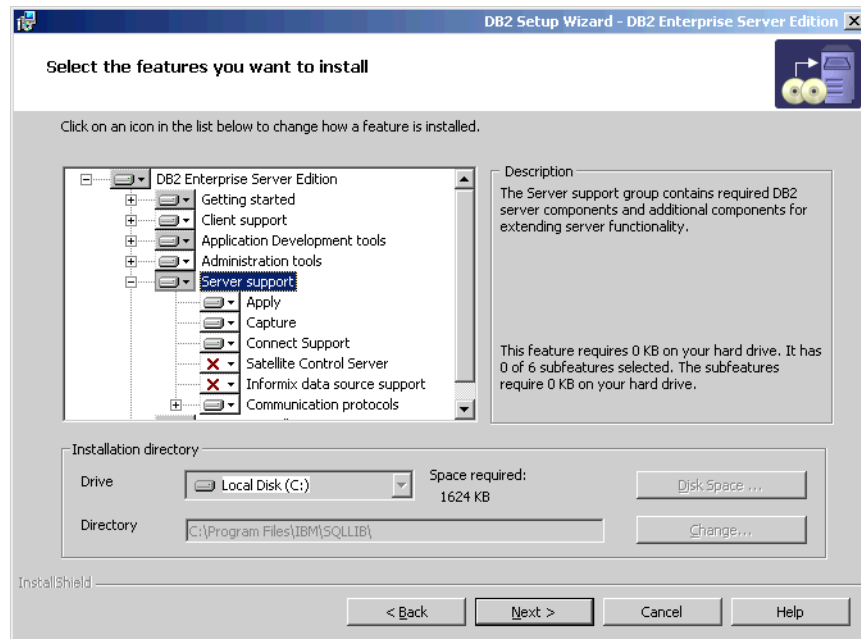 DB2 Setup Wizard - DB2 Enterprise Server Edition
Select the features you want to install
Click on an icon in the list below to change how a feature is installed.
DB2 Enterprise Server Edition
Getting started
Client support
Application Development tools
Administration tools
Server support
Apply
Capture
Connect Support
Satellite Control Server
Informix data source support
Communication protocols
Description
The Server support group contains required DB2
server components and additional components for
extending server functionality.
This feature requires 0 KB on your hard drive. It has
0 of 6 subfeatures selected. The subfeatures
require 0 KB on your hard drive.
Installation directory
Drive
Local Disk (C:)
Space required:
1624 KB
Disk Space ...
Directory
C:\Program Files\IBM\SQLLIB\
Change...
InstallShield
< Back
Next >
Cancel
Help